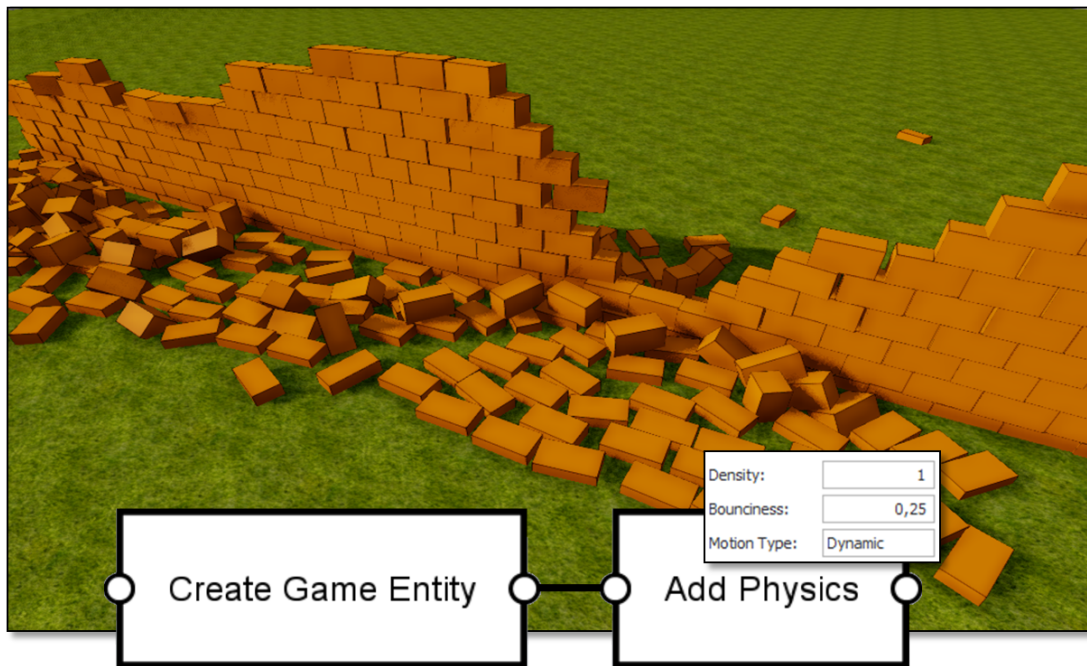 Density: 1
Bounciness: 0,25
Motion Type: Dynamic
Create Game Entity
Add Physics